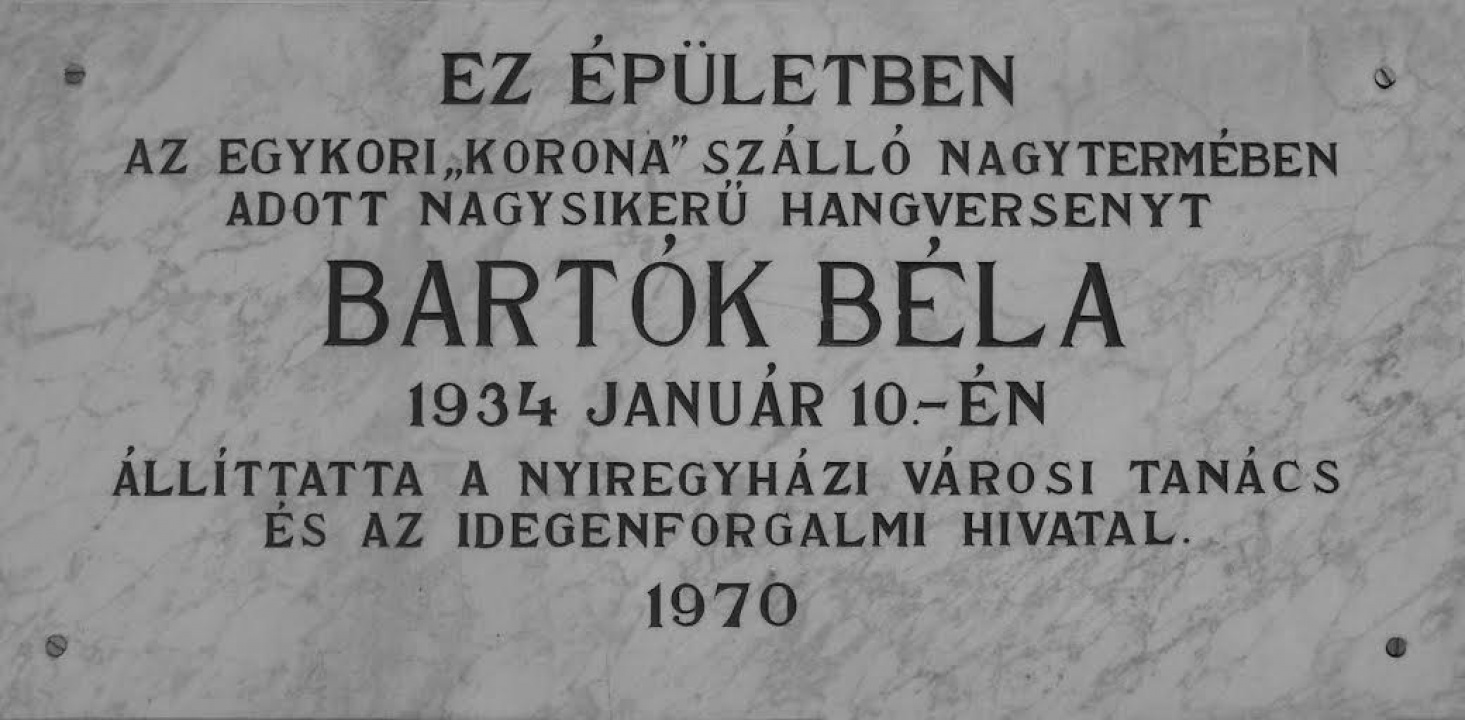 EZ ÉPÜLETBEN
AZ EGYKORI „KORONA” SZÁLLÓ NAGYTERMÉBEN
ADOTT NAGYSIKERŰ HANGVERSENYT
BARTÓK BÉLA
1934 JANUÁR 10.-ÉN
ÁLLÍTTATTA A NYIREGYHÁZI VÁROSI TANÁCS
ÉS AZ IDEGENFORGALMI HIVATAL.
1970